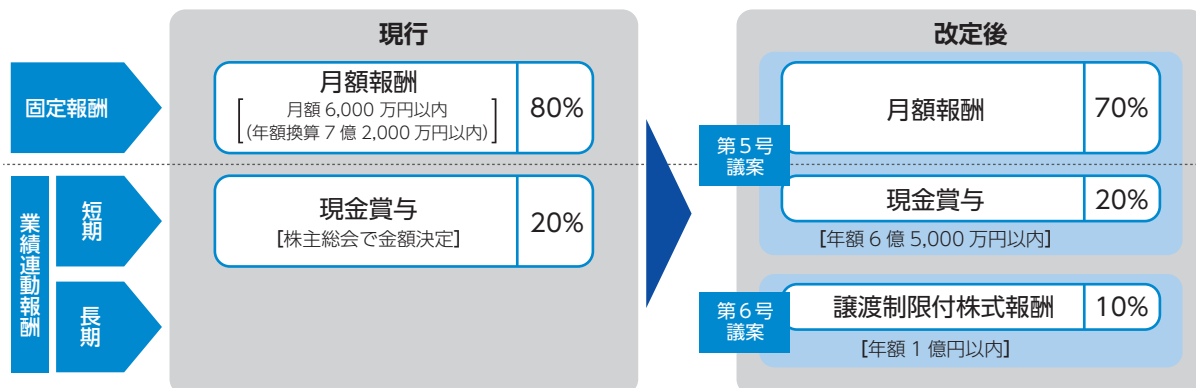 現行
改定後
固定報酬
月額報酬
月額 6,000 万円以内
(年額換算 7 億 2,000 万円以内)
80%
月額報酬
70%
第5号
議案
業績連動報酬
短期
現金賞与
[株主総会で金額決定]
20%
現金賞与
20%
[年額 6 億 5,000 万円以内]
長期
第6号
議案
譲渡制限付株式報酬
10%
[年額 1 億円以内]